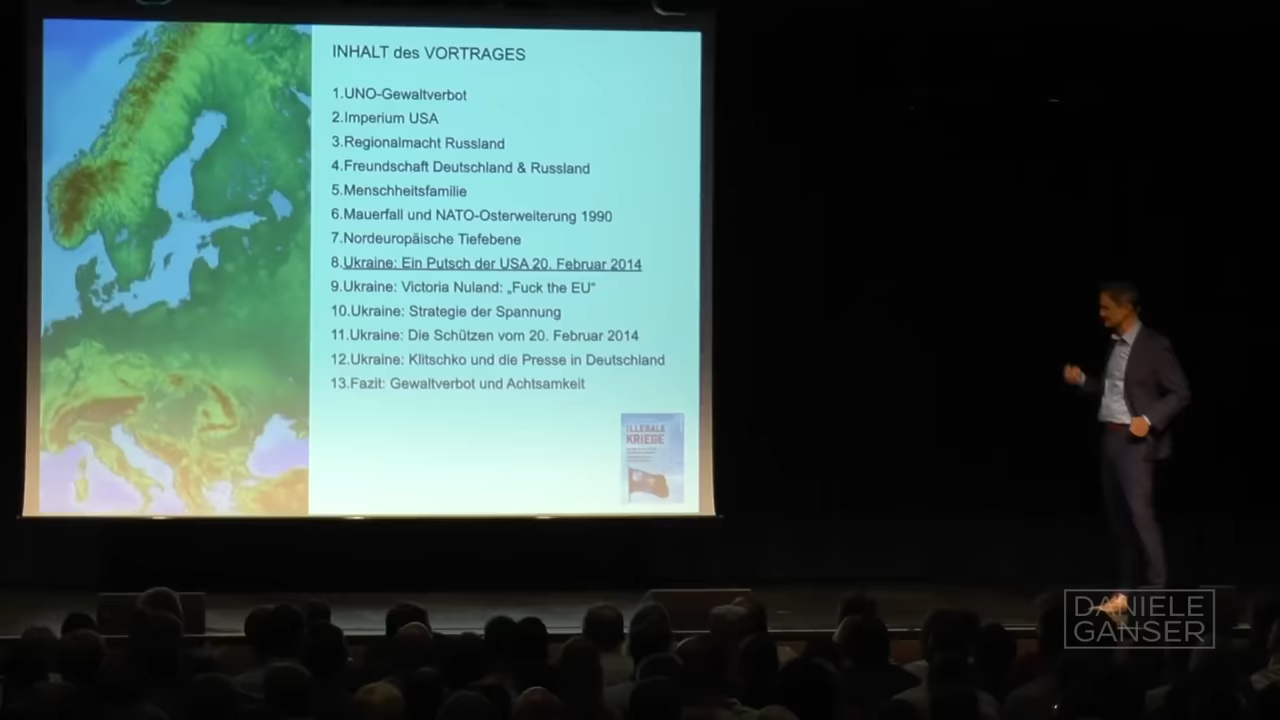 INHALT des VORTRAGES
1.UNO-Gewaltverbot
2.Imperium USA
3.Regionalmacht Russland
4.Freundschaft Deutschland & Russland
5.Menschheitsfamilie
6.Mauerfall und NATO-Osterweiterung 1990
7.Nordeuropäische Tiefebene
8.Ukraine: Ein Putsch der USA 20. Februar 2014
9.Ukraine: Victoria Nuland: „Fuck the EU“
10.Ukraine: Strategie der Spannung
11.Ukraine: Die Schützen vom 20. Februar 2014
12.Ukraine: Klitschko und die Presse in Deutschland
13.Fazit: Gewaltverbot und Achtsamkeit
ILLEGALE
KRIEGE
DANIELE
GANSER